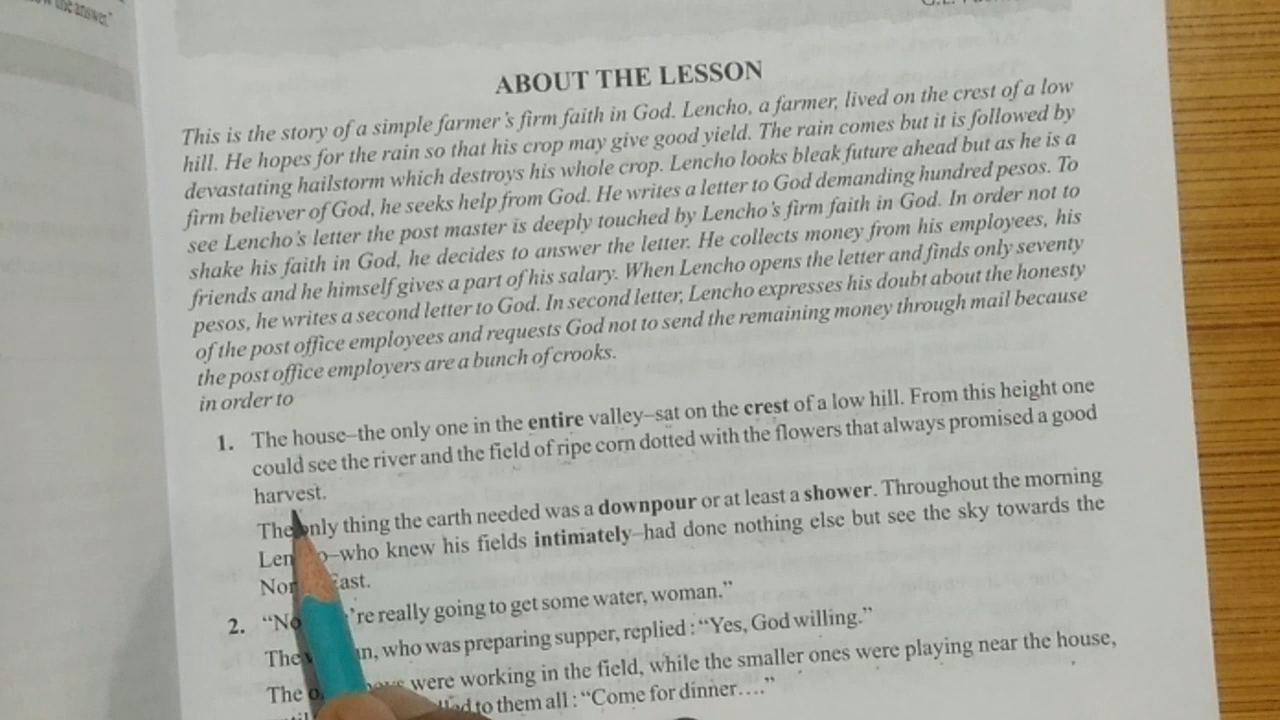 the answer."
ABOUT THE LESSON
This is the story of a simple farmer's firm faith in God. Lencho, a farmer, lived on the crest of a low
hill. He hopes for the rain so that his crop may give good yield. The rain comes but it is followed by
devastating hailstorm which destroys his whole crop. Lencho looks bleak future ahead but as he is a
firm believer of God, he seeks help from God. He writes a letter to God demanding hundred pesos. To
see Lencho's letter the post master is deeply touched by Lencho's firm faith in God. In order not to
shake his faith in God, he decides to answer the letter. He collects money from his employees, his
friends and he himself gives a part of his salary. When Lencho opens the letter and finds only seventy
pesos, he writes a second letter to God. In second letter, Lencho expresses his doubt about the honesty
of the post office employees and requests God not to send the remaining money through mail because
the post office employers are a bunch of crooks.
in order to
1. The house–the only one in the entire valley–sat on the crest of a low hill. From this height one
could see the river and the field of ripe corn dotted with the flowers that always promised a good
harvest.
The only thing the earth needed was a downpour or at least a shower. Throughout the morning
–who knew his fields intimately–had done nothing else but see the sky towards the
East.
2. 're really going to get some water, woman."
who was preparing supper, replied : "Yes, God willing."
The were working in the field, while the smaller ones were playing near the house,
to them all : "Come for dinner...."